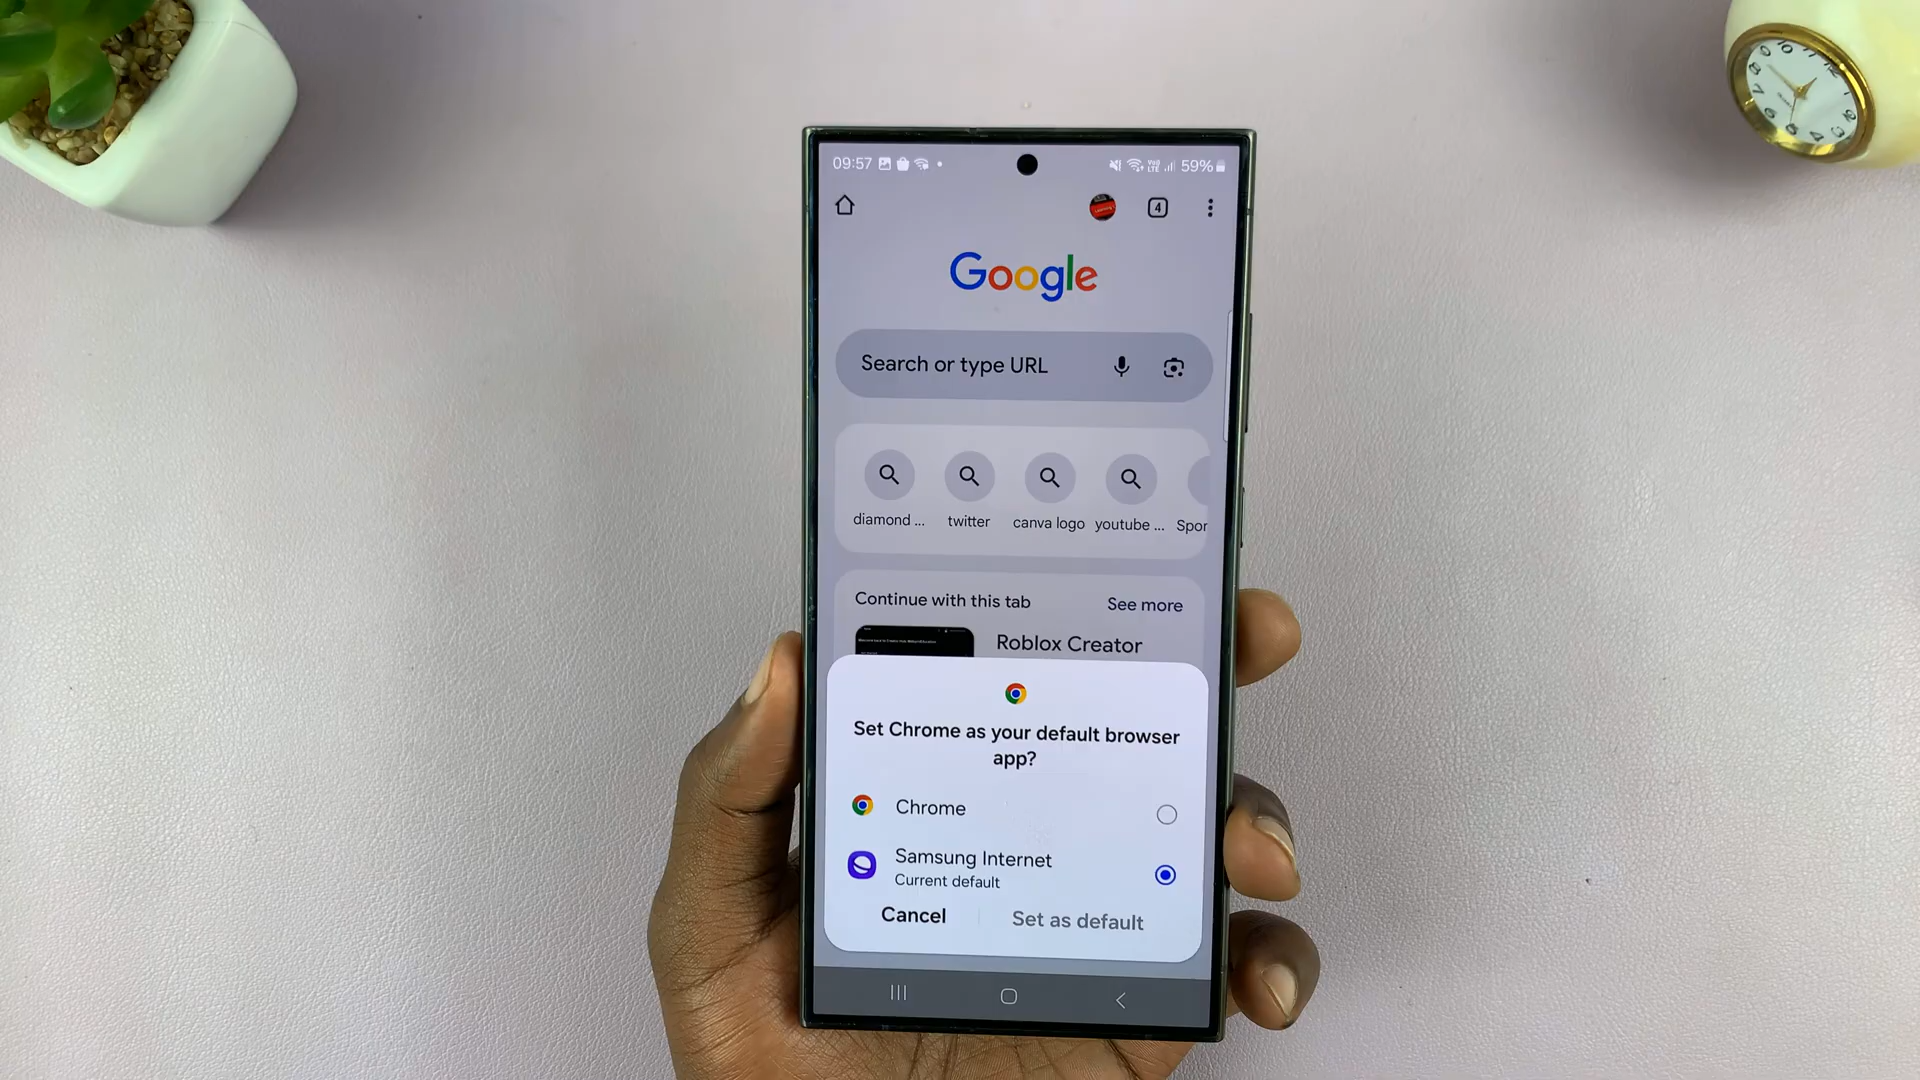 09:57
59%
4
Google
Search or type URL
diamond ... twitter canva logo youtube ... Spor
Continue with this tab See more
Roblox Creator
Set Chrome as your default browser
app?
Chrome
Samsung Internet
Current default
Cancel Set as default